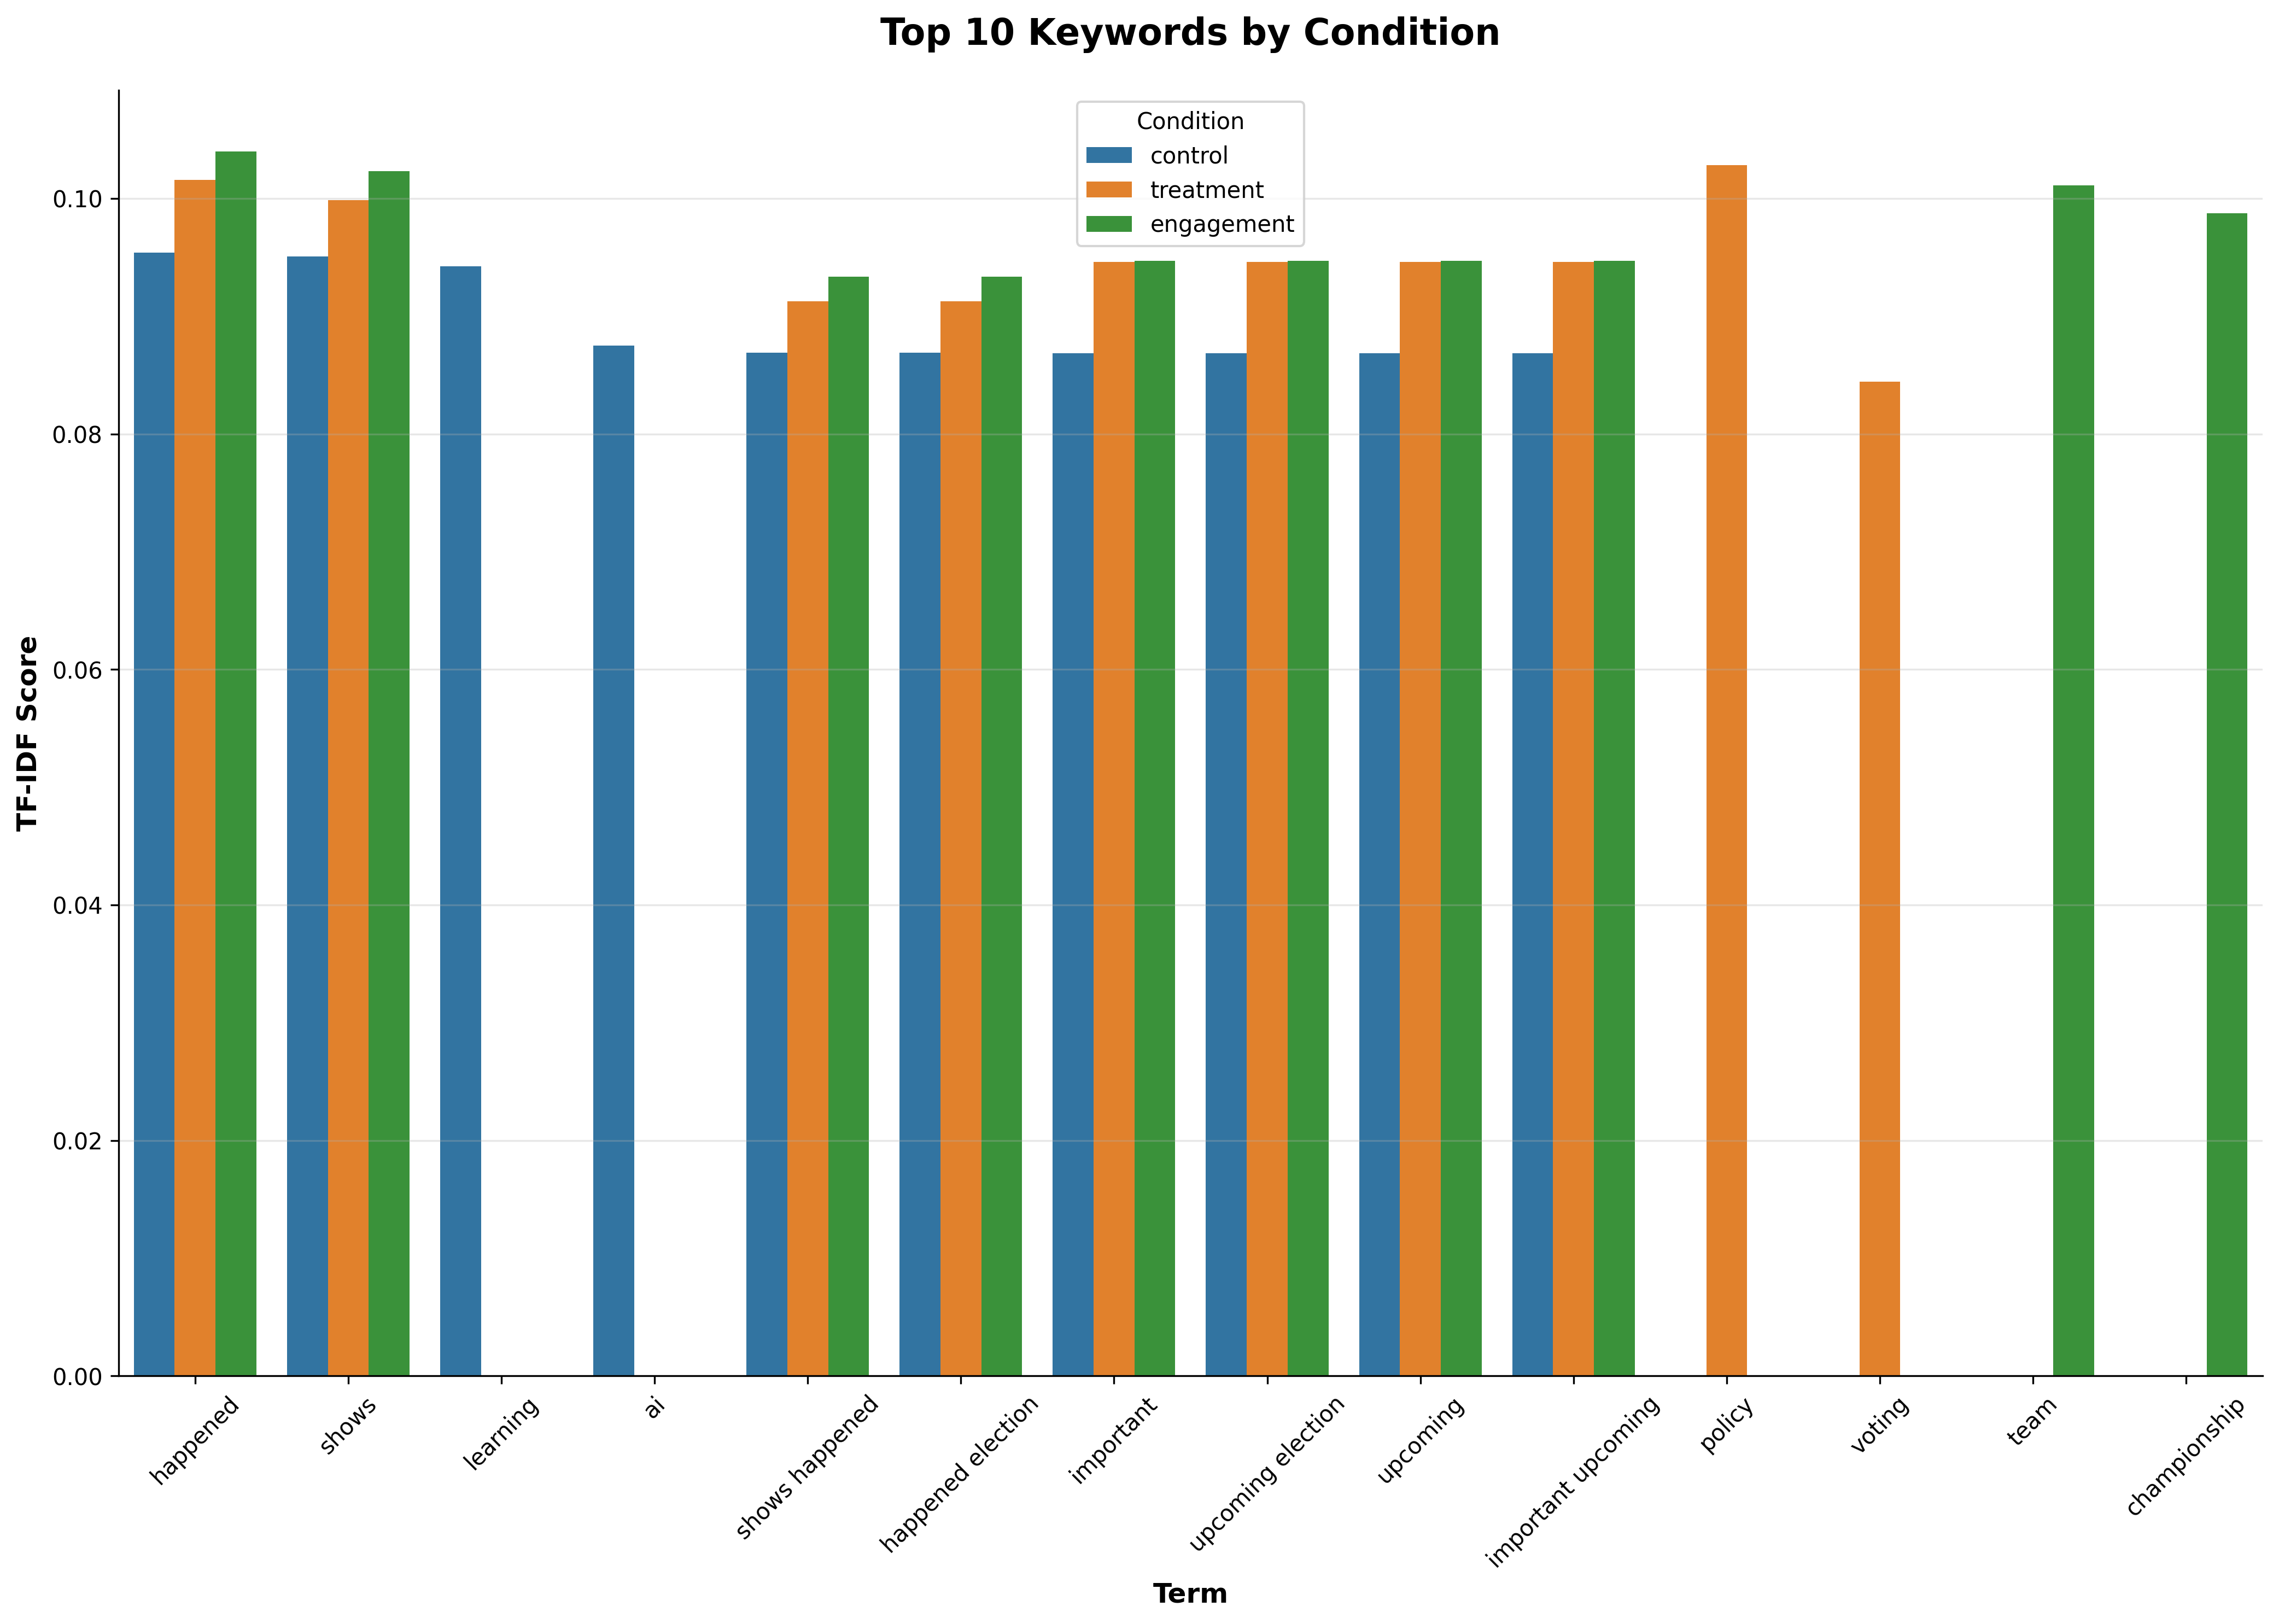 Top 10 Keywords by Condition
Condition
control
treatment
engagement
TF-IDF Score
0.10
0.08
0.06
0.04
0.02
0.00
happened
shows
learning
ai
shows happened
happened election
important
upcoming election
upcoming
important upcoming
policy
voting
team
championship
Term